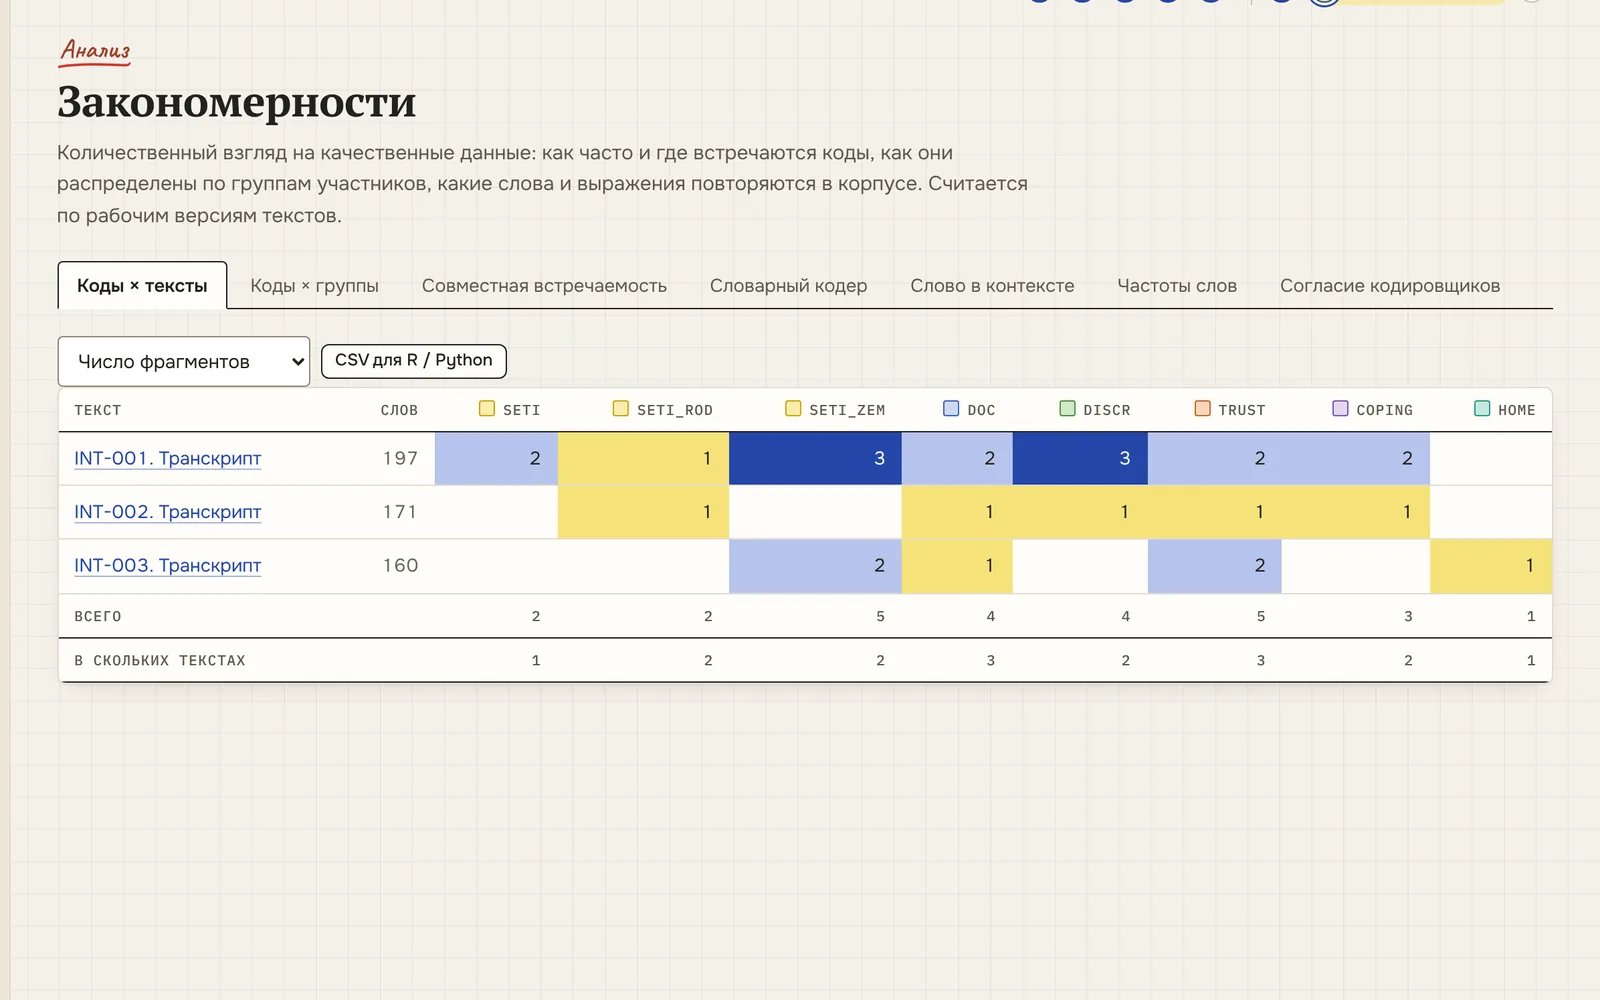 Анализ
Закономерности
Количественный взгляд на качественные данные: как часто и где встречаются коды, как они
распределены по группам участников, какие слова и выражения повторяются в корпусе. Считается
по рабочим версиям текстов.
Коды × тексты Коды × группы Совместная встречаемость Словарный кодер Слово в контексте Частоты слов Согласие кодировщиков
Число фрагментов CSV для R / Python
ТЕКСТ СЛОВ SETI SETI_ROD SETI_ZEM DOC DISCR TRUST COPING HOME
INT-001. Транскрипт 197 2 1 3 2 3 2 2
INT-002. Транскрипт 171 1 1 1 1 1
INT-003. Транскрипт 160 2 1 2 1
ВСЕГО 2 2 5 4 4 5 3 1
В СКОЛЬКИХ ТЕКСТАХ 1 2 2 3 2 3 2 1